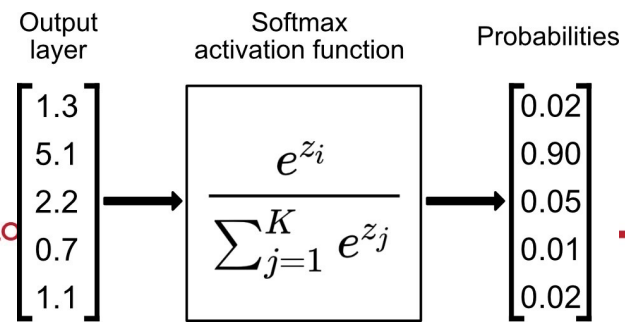 Output
layer
Softmax
activation function
Probabilities
1.3
5.1
2.2
0.7
1.1
e^{z_i}
∑_{j=1}^{K} e^{z_j}
0.02
0.90
0.05
0.01
0.02